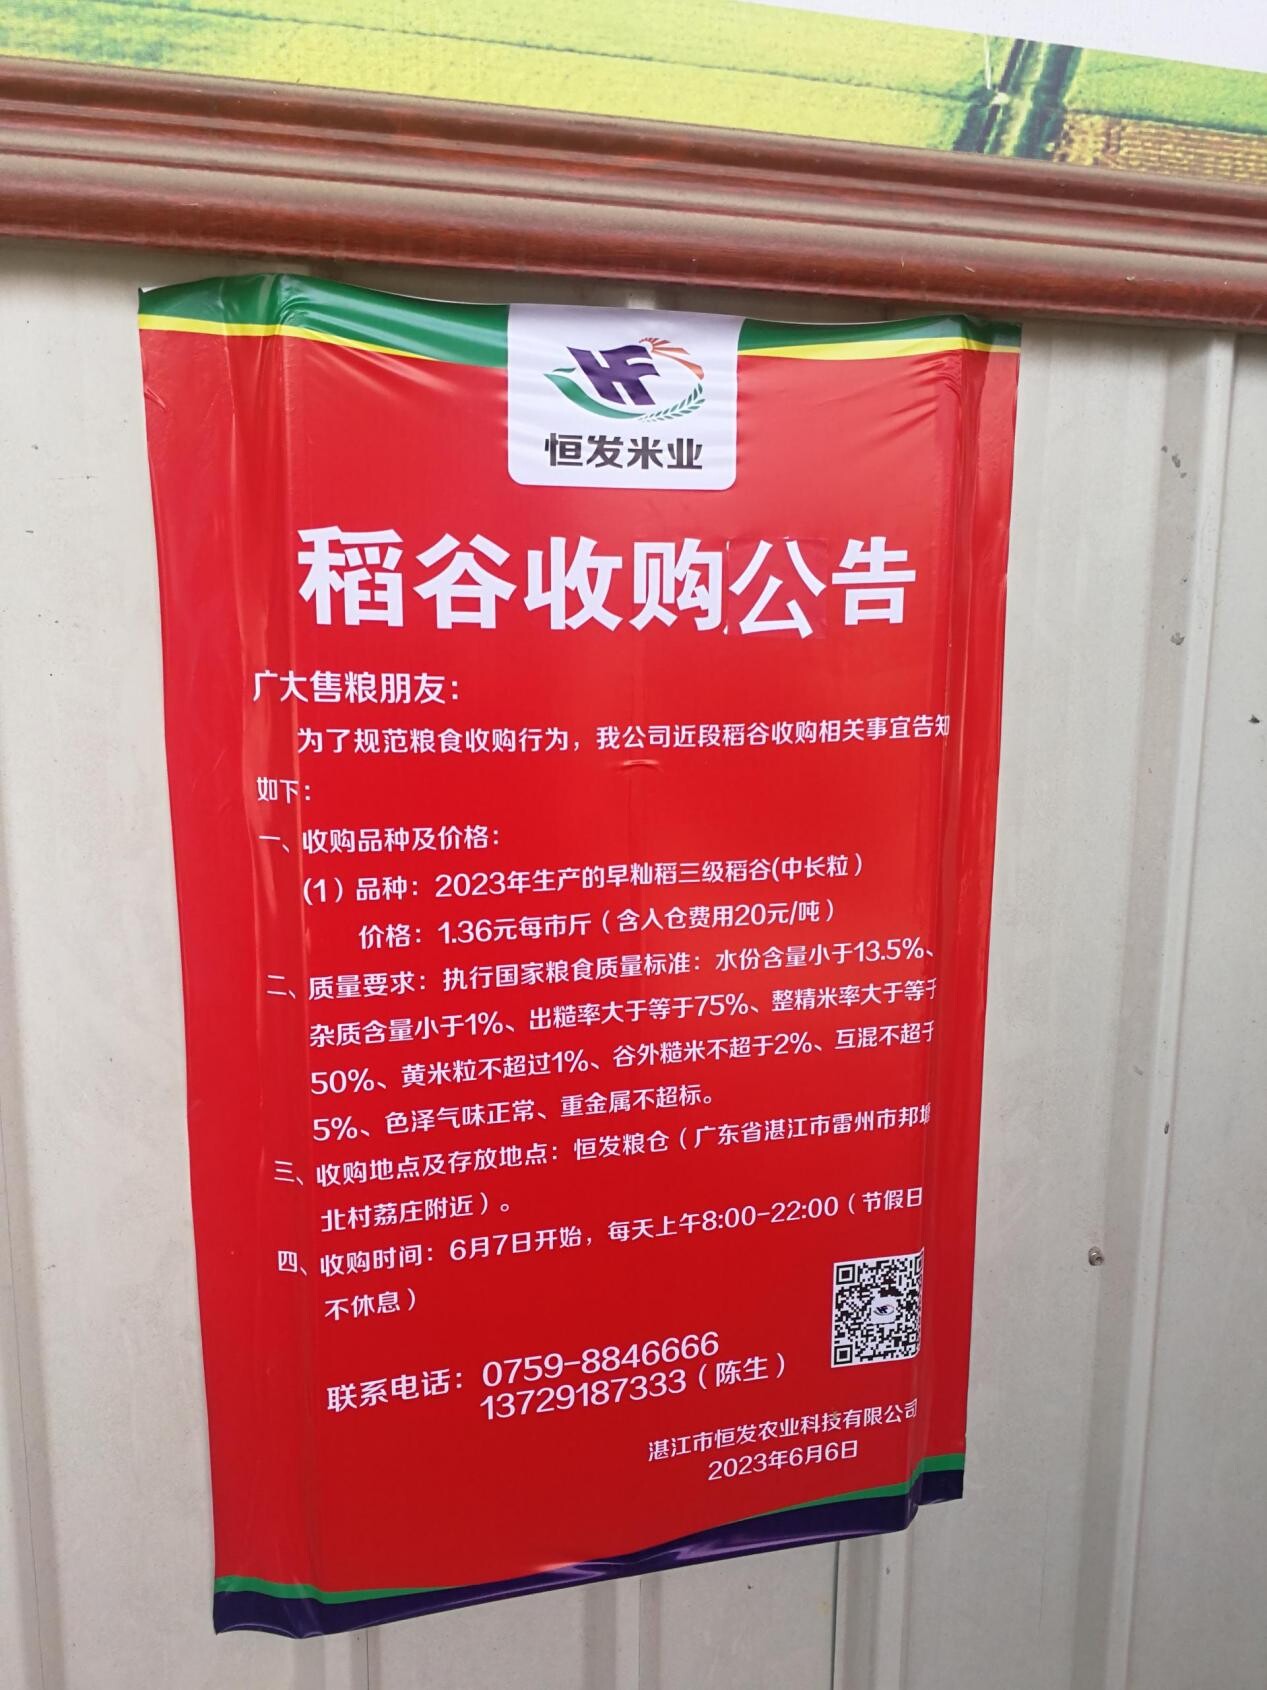 HF
恒发米业
稻谷收购公告
广大售粮朋友：
为了规范粮食收购行为，我公司近段稻谷收购相关事宜告知
如下：
一、收购品种及价格：
（1）品种：2023年生产的早籼稻三级稻谷(中长粒）
价格：1.36元每市斤（含入仓费用20元/吨）
二、质量要求：执行国家粮食质量标准：水份含量小于13.5%、
杂质含量小于1%、出糙率大于等于75%、整精米率大于等于
50%、黄米粒不超过1%、谷外糙米不超于2%、互混不超于
5%、色泽气味正常、重金属不超标。
三、收购地点及存放地点：恒发粮仓（广东省湛江市雷州市邦塘
北村荔庄附近）。
四、收购时间：6月7日开始，每天上午8:00-22:00（节假日
不休息）
联系电话：0759-8846666
13729187333（陈生）
湛江市恒发农业科技有限公司
2023年6月6日